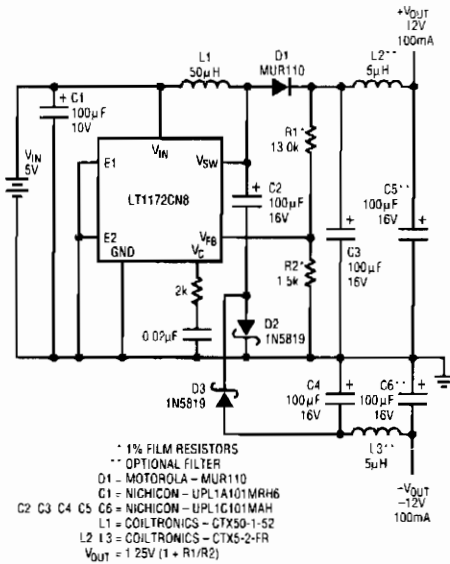 +VOUT
12V
100mA
L1
50µH
D1
MUR110
L2**
5µH
+ C1
100µF
10V
VIN
5V
VIN
E1
VSW
LT1172CN8
E2
VFB
GND
VC
R1*
13.0k
+
C2
100µF
16V
C5**
100µF
16V
+
+
C3
100µF
16V
R2*
1.5k
2k
0.02µF
D2
1N5819
D3
1N5819
C4
100µF
16V
+
C6**
100µF
16V
+
L3**
5µH
-VOUT
-12V
100mA
* 1% FILM RESISTORS
** OPTIONAL FILTER
D1 = MOTOROLA - MUR110
C1 = NICHICON - UPL1A101MRH6
C2 C3 C4 C5 C6 = NICHICON - UPL1C101MAH
L1 = COILTRONICS - CTX50-1-52
L2 L3 = COILTRONICS - CTX5-2-FR
VOUT = 1 25V (1 + R1/R2)